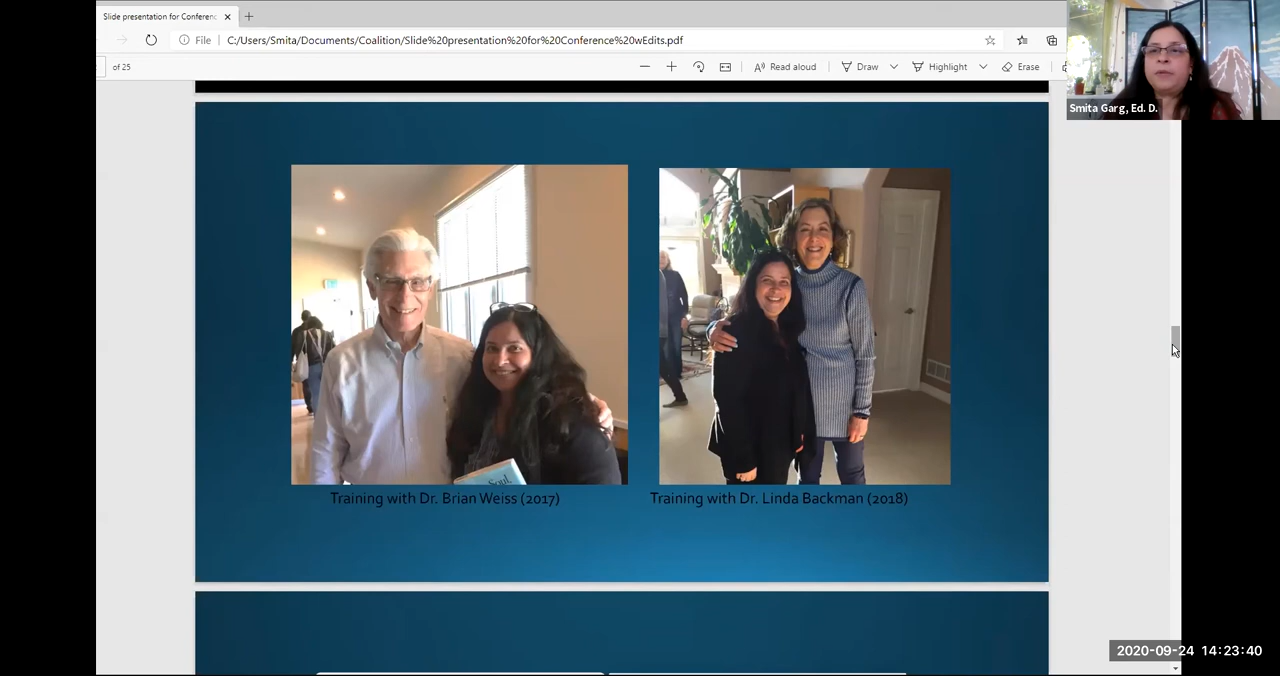 Slide presentation for Conferenc
File
C:/Users/Smita/Documents/Coalition/Slide%20presentation%20for%20Conference%20wEdits.pdf
of 25
Read aloud
Draw
Highlight
Erase
Smita Garg, Ed. D.
Soul,
Training with Dr. Brian Weiss (2017)
Training with Dr. Linda Backman (2018)
2020-09-24 14:23:40